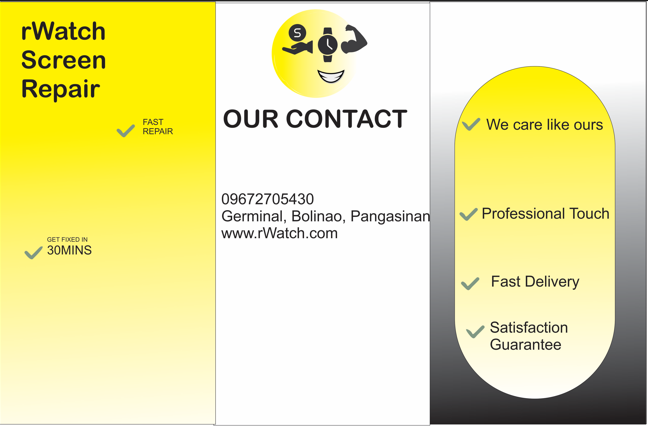 rWatch
Screen
Repair
FAST
REPAIR
GET FIXED IN
30MINS
S
OUR CONTACT
09672705430
Germinal, Bolinao, Pangasinan
www.rWatch.com
We care like ours
Professional Touch
Fast Delivery
Satisfaction
Guarantee